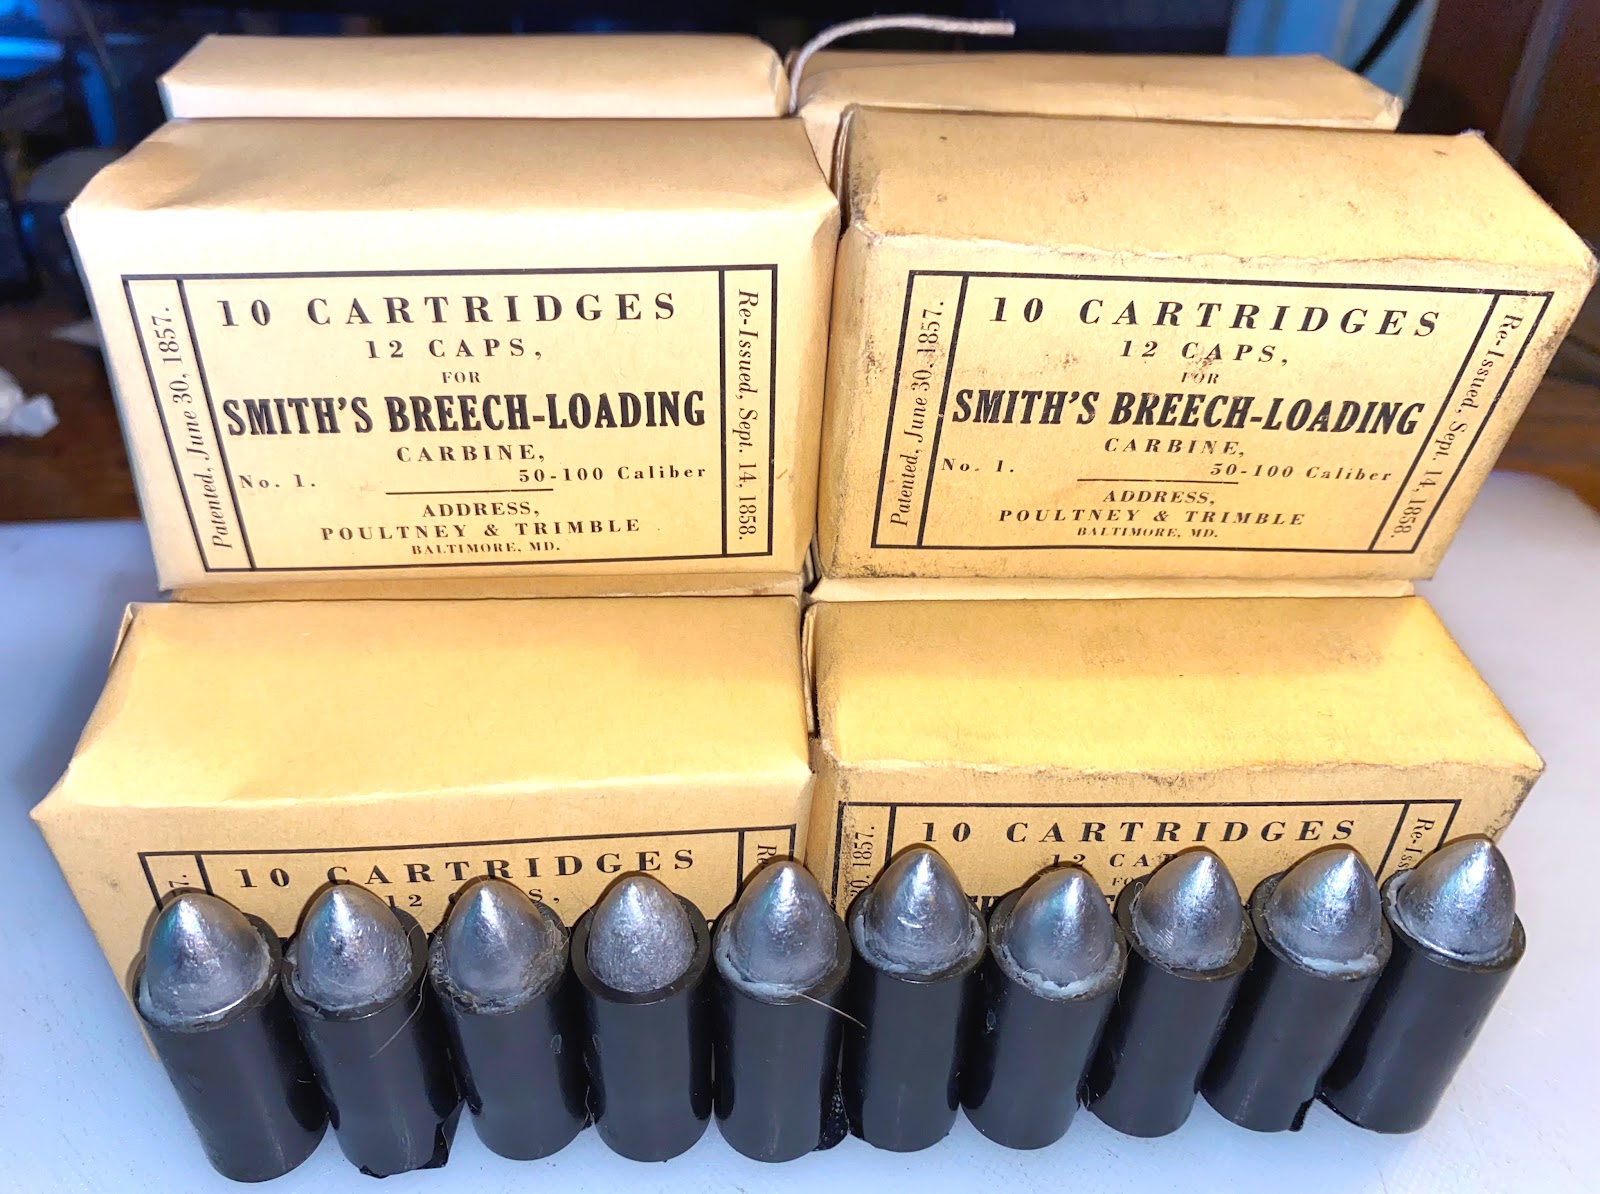 Patented, June 30, 1857.
10 CARTRIDGES
12 CAPS,
FOR
SMITH'S BREECH-LOADING
CARBINE,
No. 1. 50-100 Caliber
ADDRESS,
POULTNEY & TRIMBLE
BALTIMORE, MD.
Re-Issued, Sept. 14, 1858.
Patented, June 30, 1857.
10 CARTRIDGES
12 CAPS,
FOR
SMITH'S BREECH-LOADING
CARBINE,
No. 1. 50-100 Caliber
ADDRESS,
POULTNEY & TRIMBLE
BALTIMORE, MD.
Re-Issued, Sept. 14, 1858.
10 CARTRIDGES
12
1857.
10 CARTRIDGES
12